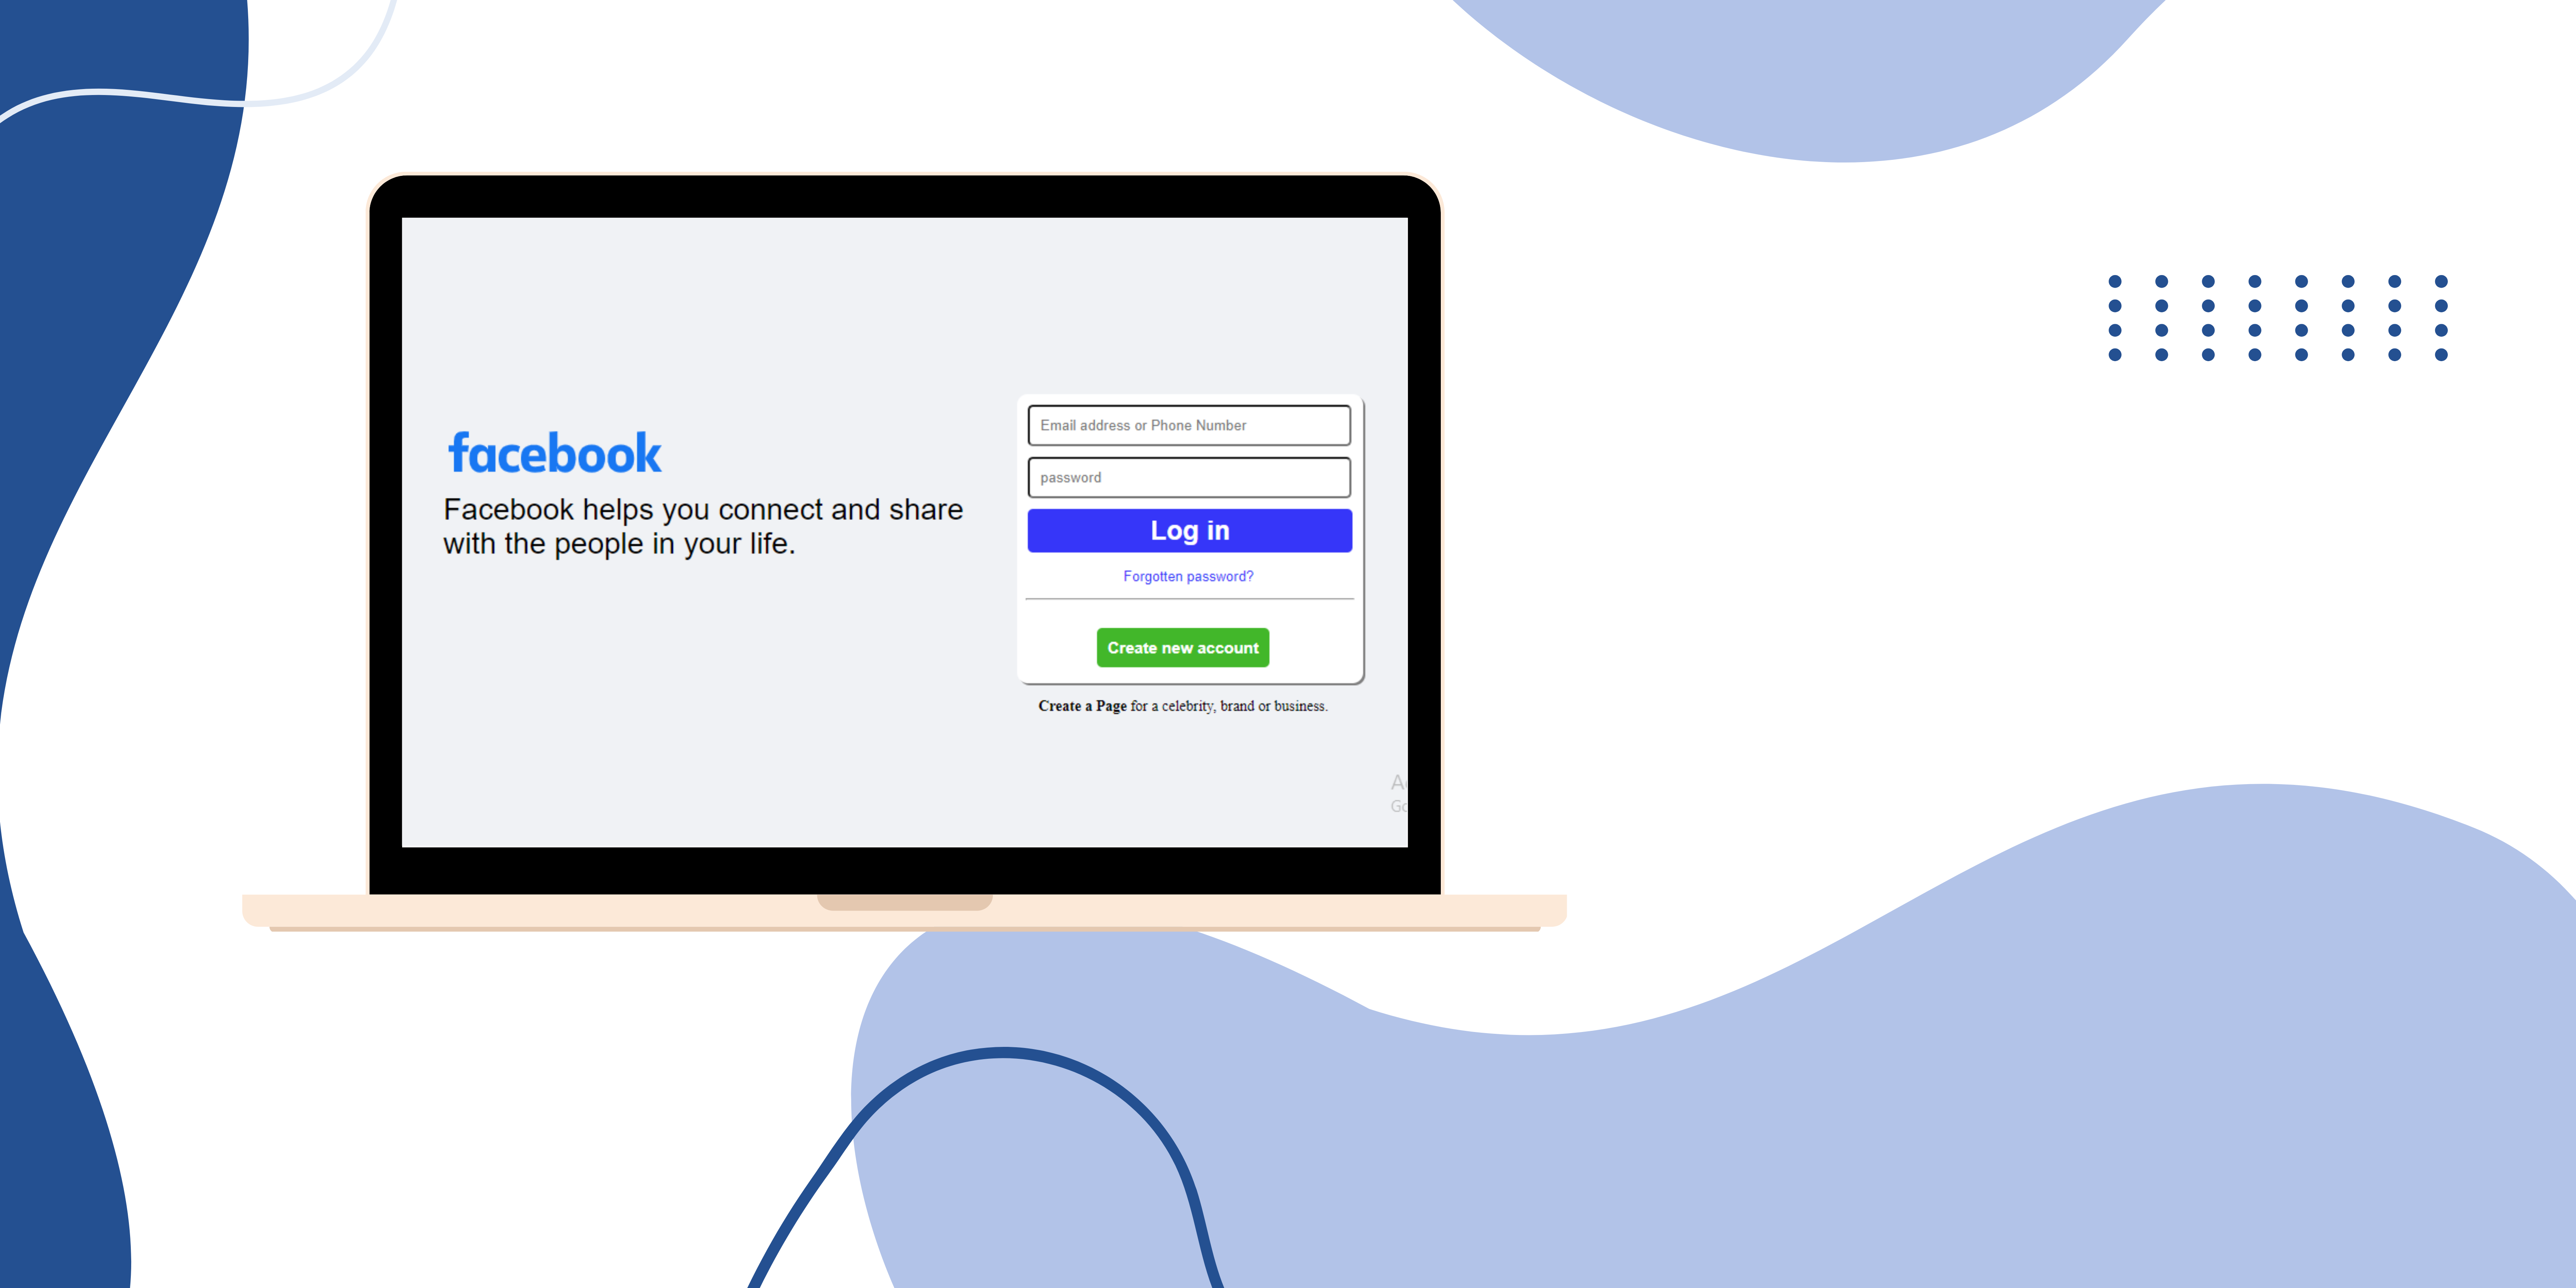 facebook
Facebook helps you connect and share
with the people in your life.
Email address or Phone Number
password
Log in
Forgotten password?
Create new account
Create a Page for a celebrity, brand or business.